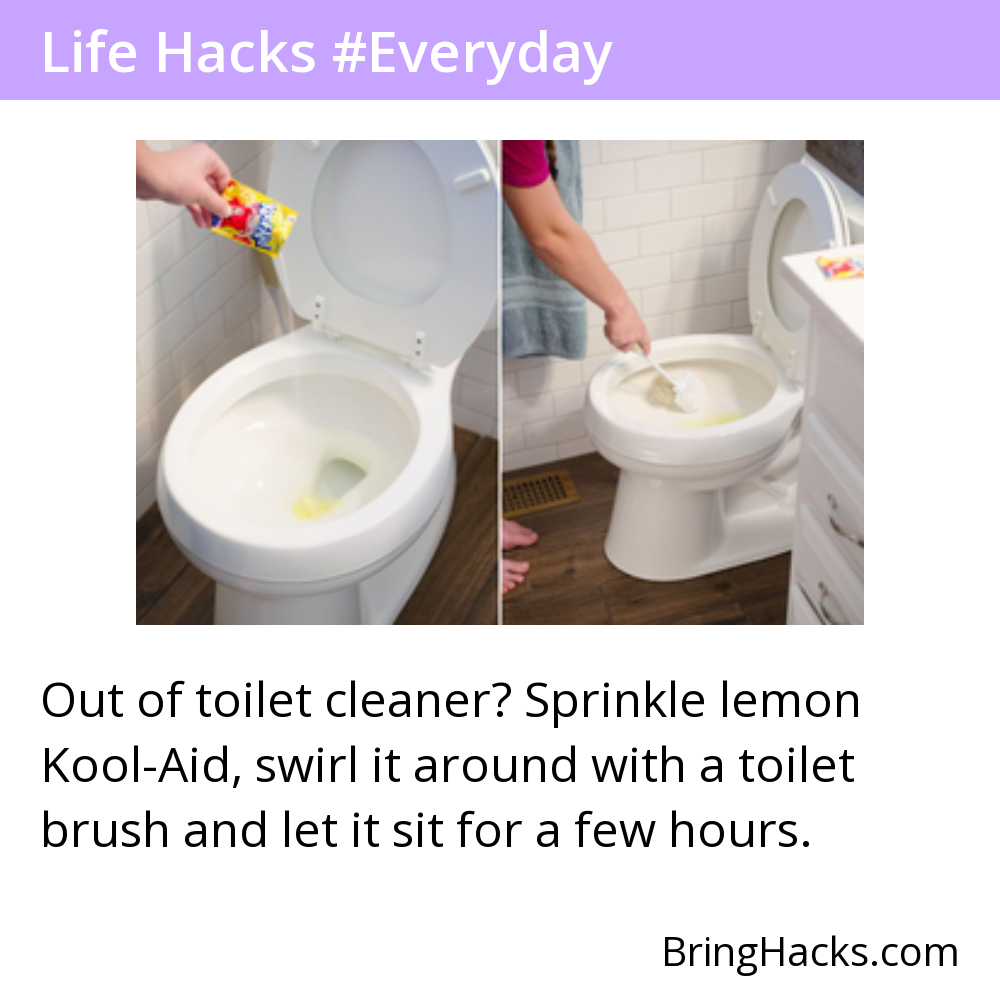 Life Hacks #Everyday
Out of toilet cleaner? Sprinkle lemon
Kool-Aid, swirl it around with a toilet
brush and let it sit for a few hours.
BringHacks.com